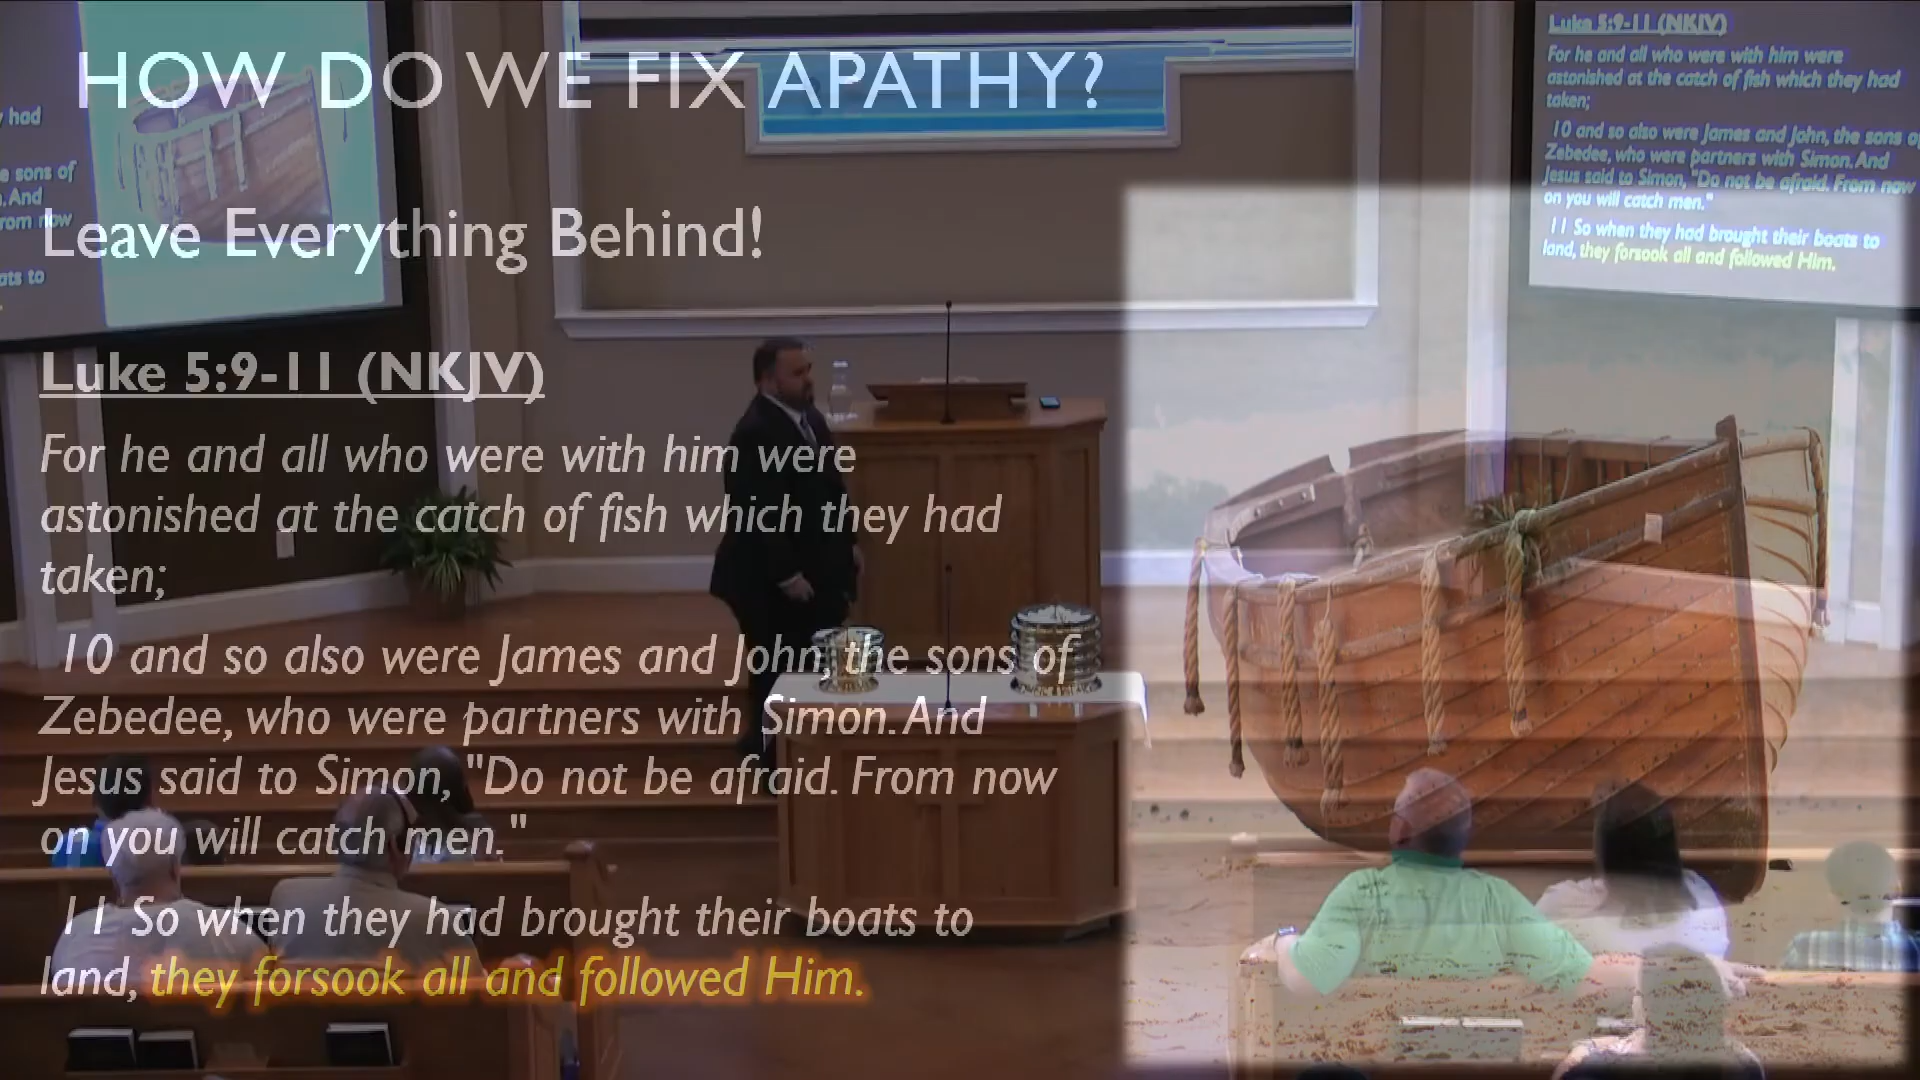 HOW DO WE FIX APATHY?
Leave Everything Behind!
Luke 5:9-11 (NKJV)
For he and all who were with him were
astonished at the catch of fish which they had
taken;
10 and so also were James and John, the sons of
Zebedee, who were partners with Simon. And
Jesus said to Simon, "Do not be afraid. From now
on you will catch men."
11 So when they had brought their boats to
land, they forsook all and followed Him.
y had
e sons of
. And
rom now
ats to
Luke 5:9-11 (NKJV)
For he and all who were with him were
astonished at the catch of fish which they had
taken;
10 and so also were James and John, the sons of
Zebedee, who were partners with Simon. And
Jesus said to Simon, "Do not be afraid. From now
on you will catch men."
11 So when they had brought their boats to
land, they forsook all and followed Him.